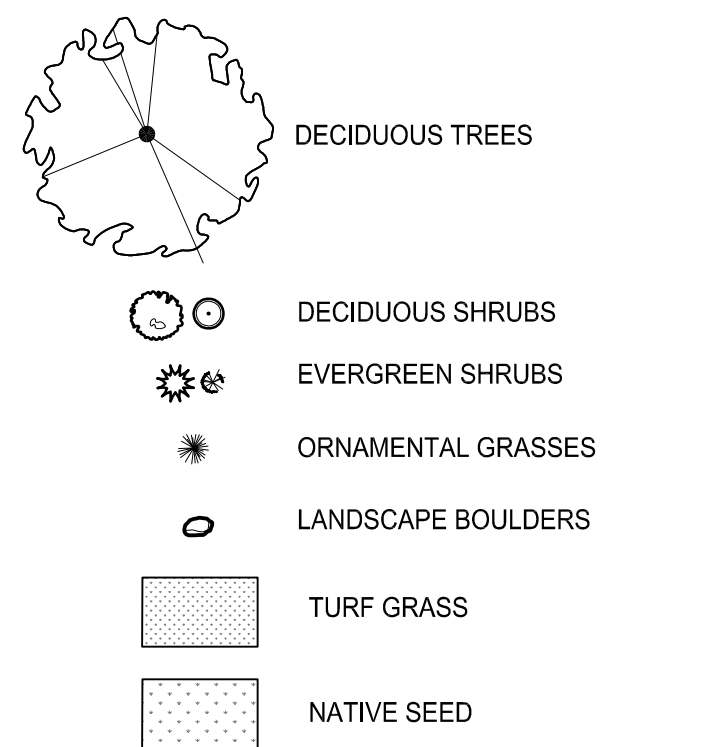 DECIDUOUS TREES
DECIDUOUS SHRUBS
EVERGREEN SHRUBS
ORNAMENTAL GRASSES
LANDSCAPE BOULDERS
TURF GRASS
NATIVE SEED